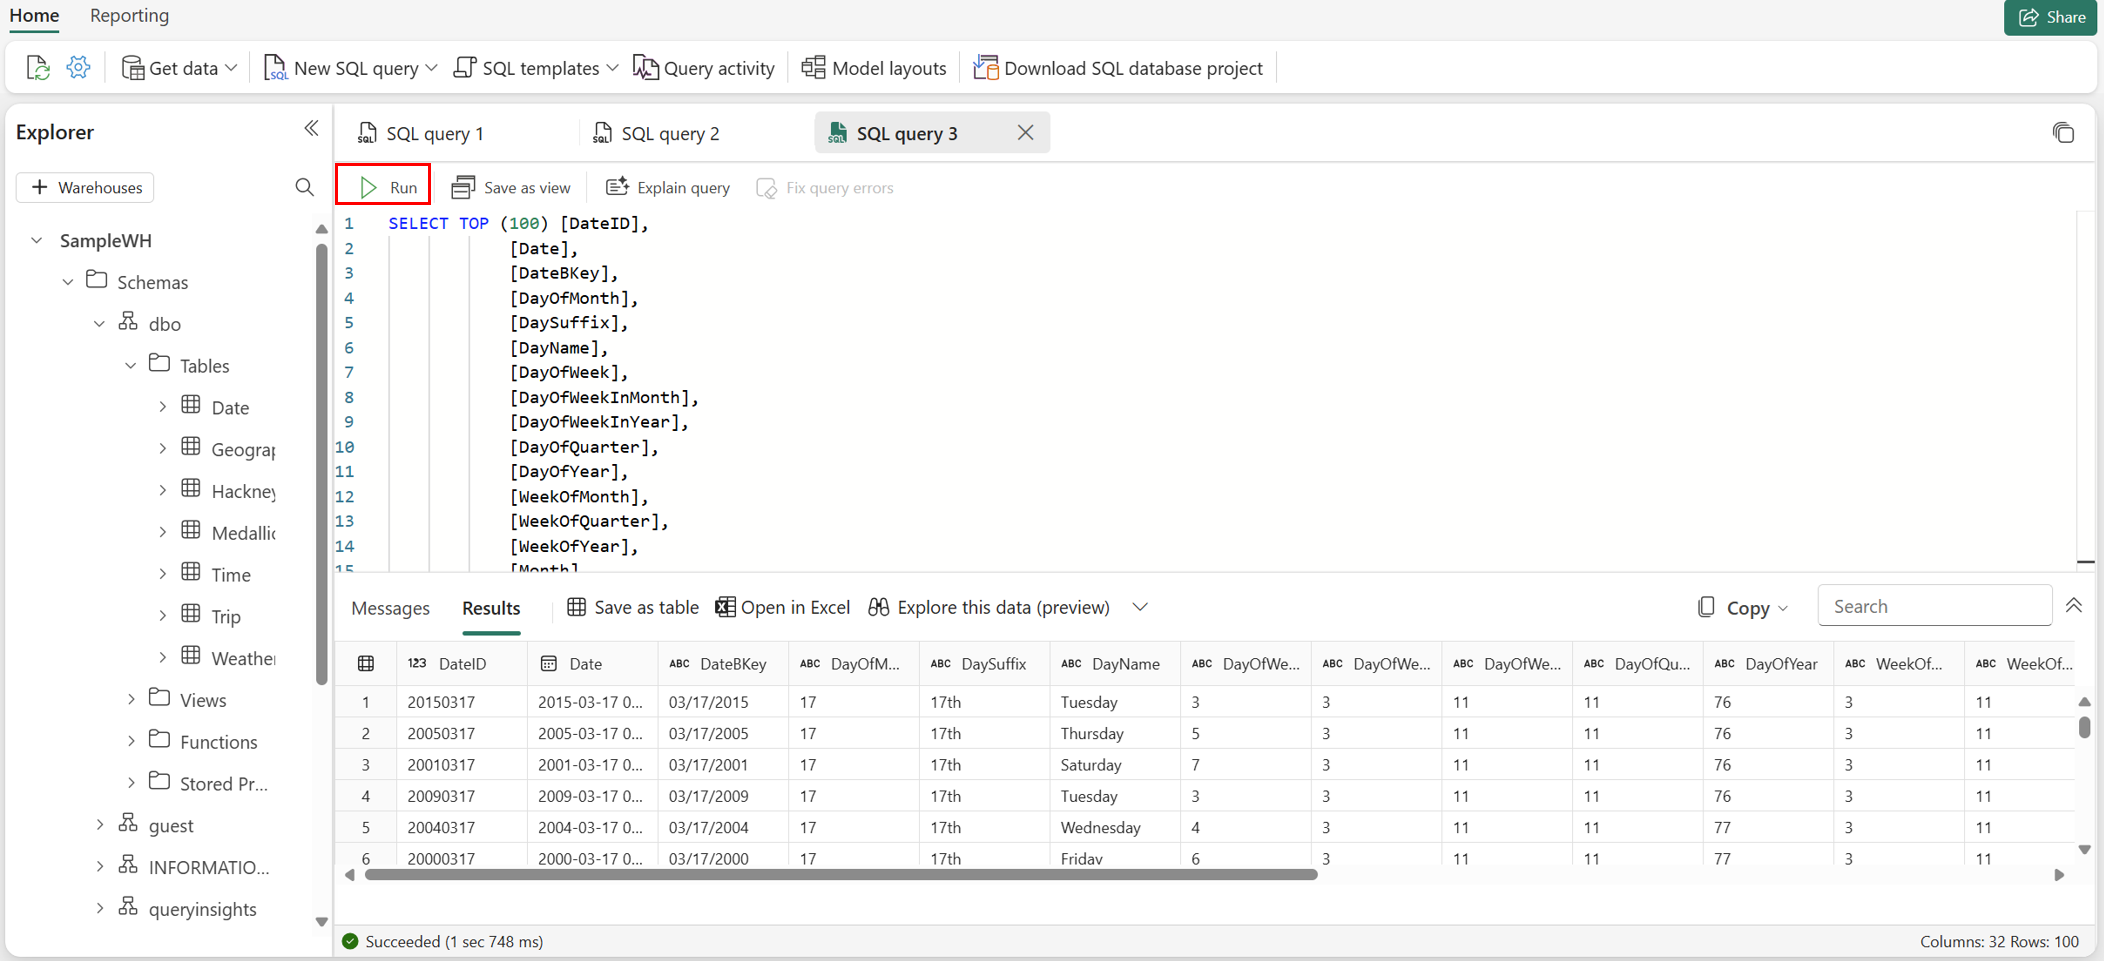 Home Reporting Share
Get data New SQL query SQL templates Query activity Model layouts Download SQL database project
Explorer
Warehouses
SampleWH
Schemas
dbo
Tables
Date
Geograp
Hackney
Medallic
Time
Trip
Weather
Views
Functions
Stored Pr...
guest
INFORMATIO...
queryinsights
SQL query 1 SQL query 2 SQL query 3
Run Save as view Explain query Fix query errors
1 SELECT TOP (100) [DateID],
2 [Date],
3 [DateBKey],
4 [DayOfMonth],
5 [DaySuffix],
6 [DayName],
7 [DayOfWeek],
8 [DayOfWeekInMonth],
9 [DayOfWeekInYear],
10 [DayOfQuarter],
11 [DayOfYear],
12 [WeekOfMonth],
13 [WeekOfQuarter],
14 [WeekOfYear],
15 [Month]
Messages Results Save as table Open in Excel Explore this data (preview) Copy Search
123 DateID Date ABC DateBKey ABC DayOfM... ABC DaySuffix ABC DayName ABC DayOfWe... ABC DayOfWe... ABC DayOfWe... ABC DayOfQu... ABC DayOfYear ABC WeekOf... ABC WeekOf...
1 20150317 2015-03-17 0... 03/17/2015 17 17th Tuesday 3 3 11 11 76 3 11
2 20050317 2005-03-17 0... 03/17/2005 17 17th Thursday 5 3 11 11 76 3 11
3 20010317 2001-03-17 0... 03/17/2001 17 17th Saturday 7 3 11 11 76 3 11
4 20090317 2009-03-17 0... 03/17/2009 17 17th Tuesday 3 3 11 11 76 3 11
5 20040317 2004-03-17 0... 03/17/2004 17 17th Wednesday 4 3 11 11 77 3 11
6 20000317 2000-03-17 0... 03/17/2000 17 17th Friday 6 3 11 11 77 3 11
Succeeded (1 sec 748 ms) Columns: 32 Rows: 100